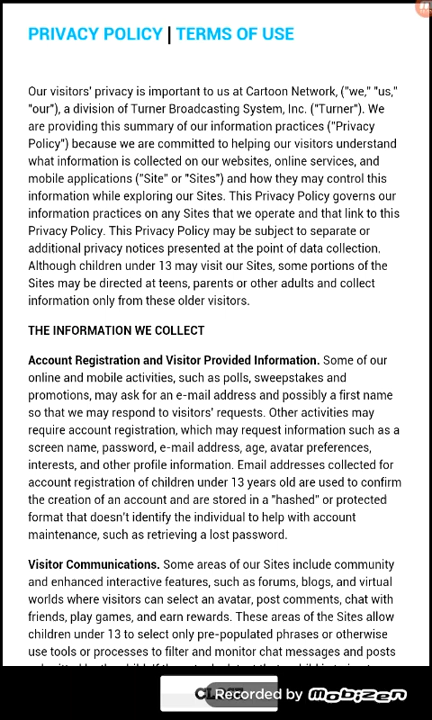 PRIVACY POLICY | TERMS OF USE
Our visitors' privacy is important to us at Cartoon Network, ("we," "us,"
"our"), a division of Turner Broadcasting System, Inc. ("Turner"). We
are providing this summary of our information practices ("Privacy
Policy") because we are committed to helping our visitors understand
what information is collected on our websites, online services, and
mobile applications ("Site" or "Sites") and how they may control this
information while exploring our Sites. This Privacy Policy governs our
information practices on any Sites that we operate and that link to this
Privacy Policy. This Privacy Policy may be subject to separate or
additional privacy notices presented at the point of data collection.
Although children under 13 may visit our Sites, some portions of the
Sites may be directed at teens, parents or other adults and collect
information only from these older visitors.
THE INFORMATION WE COLLECT
Account Registration and Visitor Provided Information. Some of our
online and mobile activities, such as polls, sweepstakes and
promotions, may ask for an e-mail address and possibly a first name
so that we may respond to visitors' requests. Other activities may
require account registration, which may request information such as a
screen name, password, e-mail address, age, avatar preferences,
interests, and other profile information. Email addresses collected for
account registration of children under 13 years old are used to confirm
the creation of an account and are stored in a "hashed" or protected
format that doesn't identify the individual to help with account
maintenance, such as retrieving a lost password.
Visitor Communications. Some areas of our Sites include community
and enhanced interactive features, such as forums, blogs, and virtual
worlds where visitors can select an avatar, post comments, chat with
friends, play games, and earn rewards. These areas of the Sites allow
children under 13 to select only pre-populated phrases or otherwise
use tools or processes to filter and monitor chat messages and posts
Recorded by mobizen